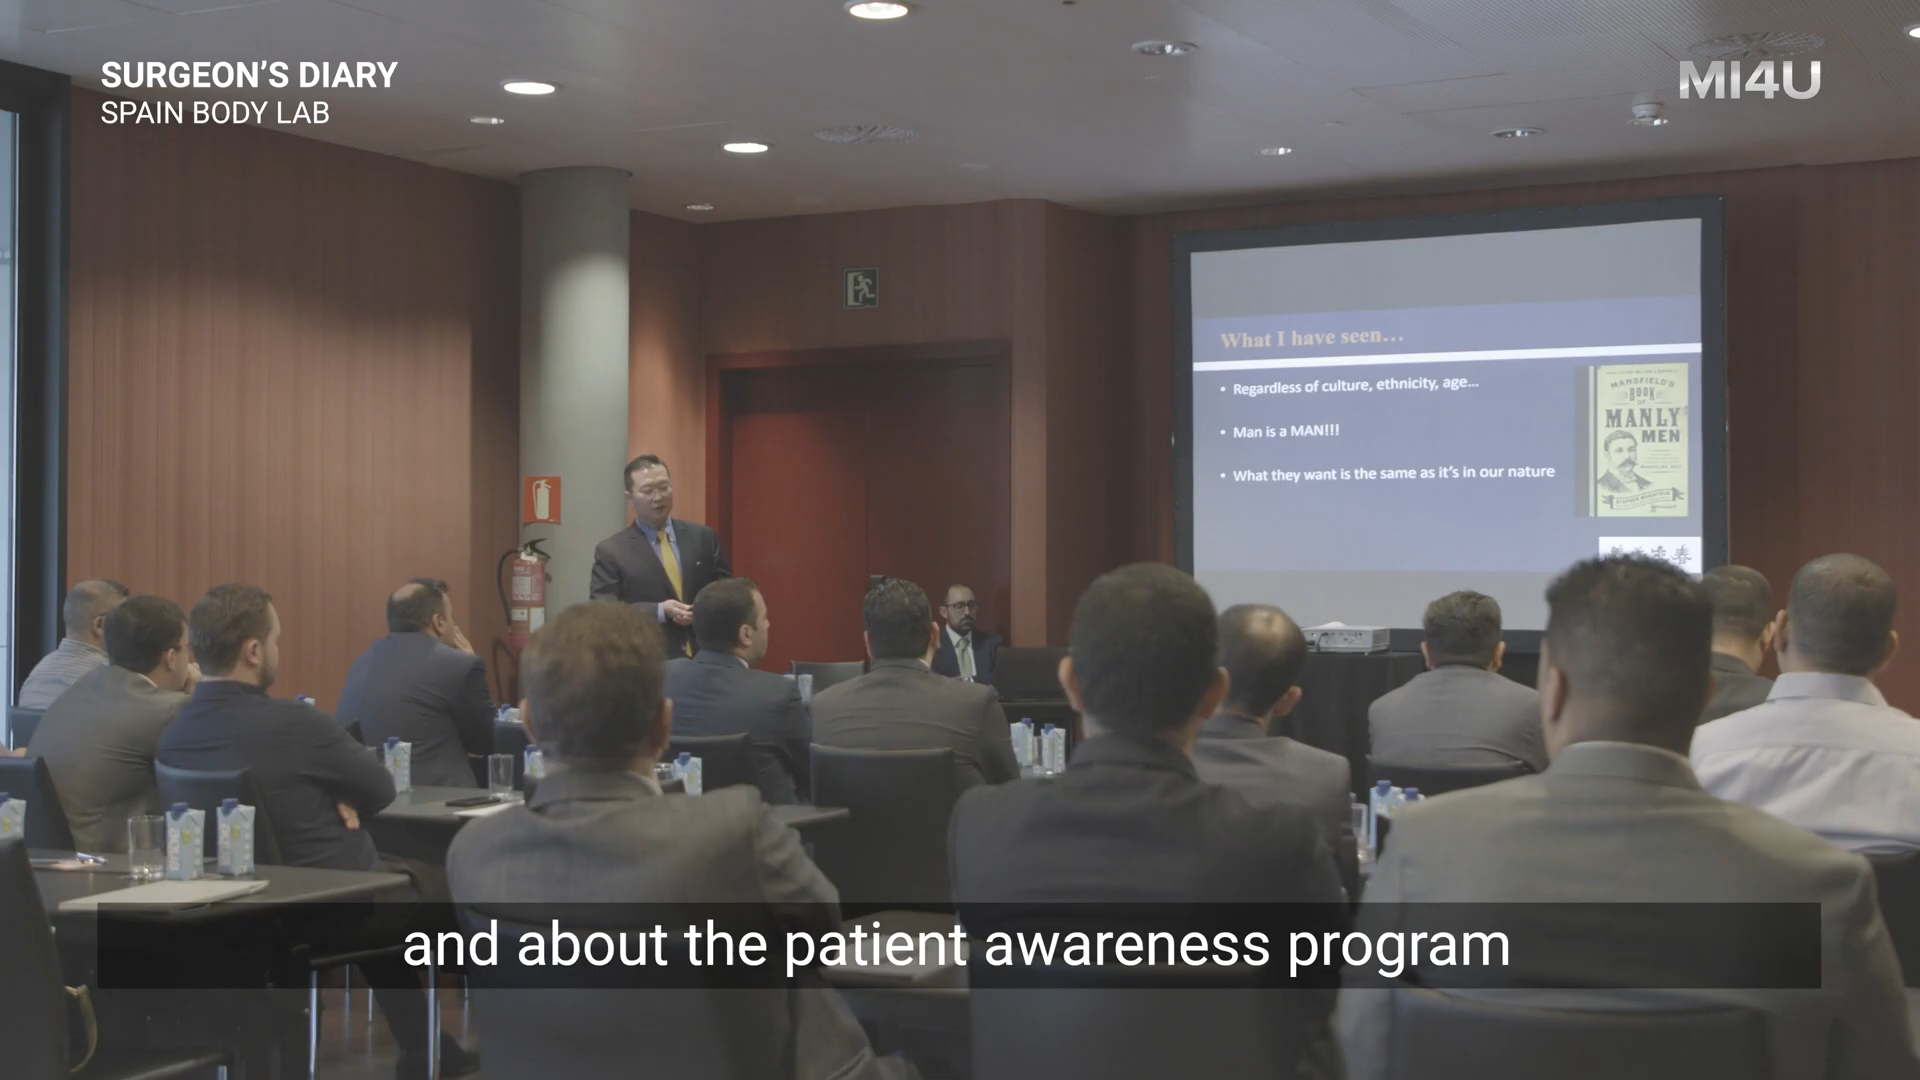 SURGEON'S DIARY
SPAIN BODY LAB
MI4U
What I have seen...
• Regardless of culture, ethnicity, age...
• Man is a MAN!!!
• What they want is the same as it's in our nature
MANSFIELD'S
BOOK
OF
MANLY
MEN
and about the patient awareness program